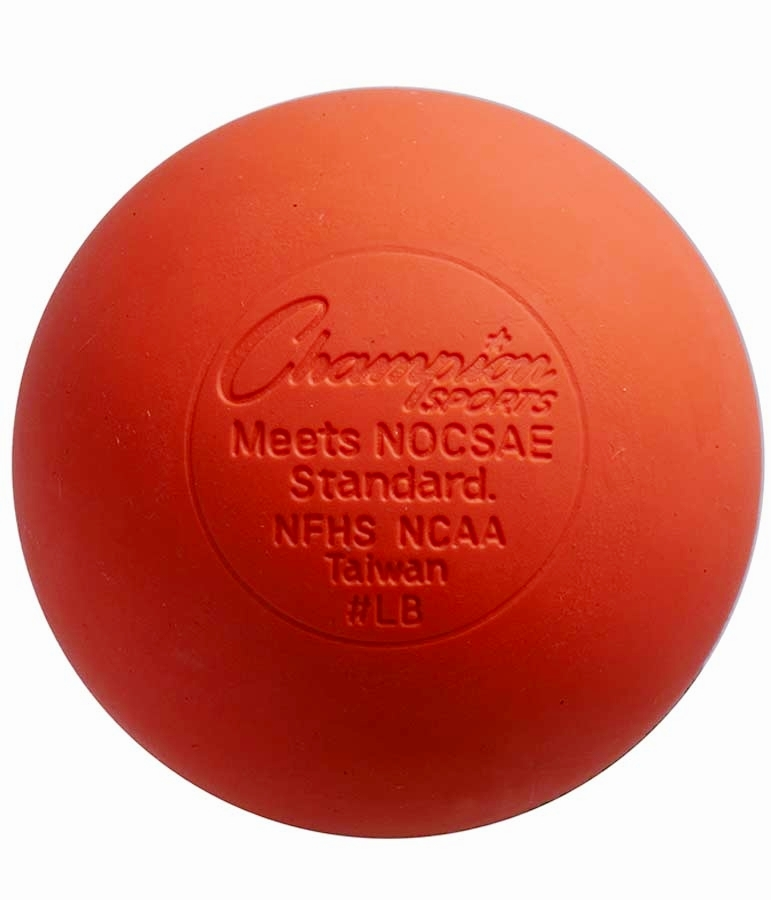 Champion
SPORTS
Meets NOCSAE
Standard.
NFHS NCAA
Taiwan
#LB